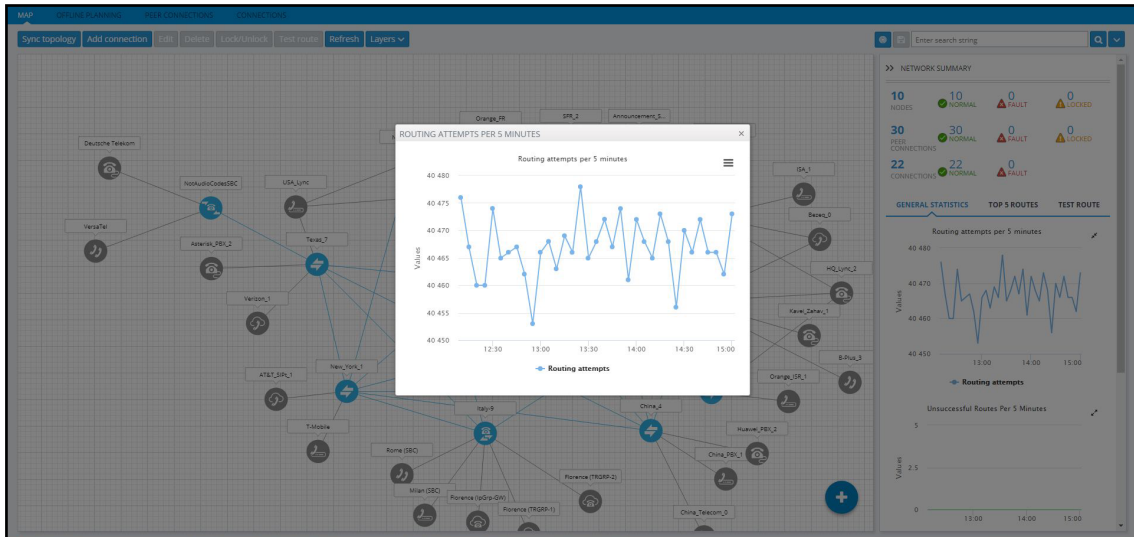 MAP OFFLINE PLANNING PEER CONNECTIONS CONNECTIONS
Sync topology Add connection Edit Delete Lock/Unlock Test route Refresh Layers
Enter search string
NETWORK SUMMARY
10 NODES
10 NORMAL
0 FAULT
0 LOCKED
30 PEER CONNECTIONS
30 NORMAL
0 FAULT
0 LOCKED
22 CONNECTIONS
22 NORMAL
0 FAULT
GENERAL STATISTICS TOP 5 ROUTES TEST ROUTE
Routing attempts per 5 minutes
40 480
40 470
40 460
40 450
Values
13:00 14:00 15:00
Routing attempts
Unsuccessful Routes Per 5 Minutes
5
2.5
0
Values
13:00 14:00 15:00
ROUTING ATTEMPTS PER 5 MINUTES
Routing attempts per 5 minutes
40 480
40 475
40 470
40 465
40 460
40 455
40 450
Values
12:30 13:00 13:30 14:00 14:30 15:00
Routing attempts
Orange_FR
SFR_2
Announcement_S...
Deutsche Telekom
NotAudioCodesSBC
USA_Lync
ISA_1
VersaTel
Asterisk_PBX_2
Texas_7
Bezeq_0
HQ_Lync_2
Verizon_1
Kavei_Zahav_1
AT&T_SIPt_1
New_York_1
B-Plus_3
Orange_ISR_1
Italy-9
China_4
T-Mobile
Huawei_PBX_2
Rome (SBC)
China_PBX_1
Florence (TRGRP-2)
Milan (SBC)
Florence (IpGrp-GW)
Florence (TRGRP-1)
China_Telecom_0